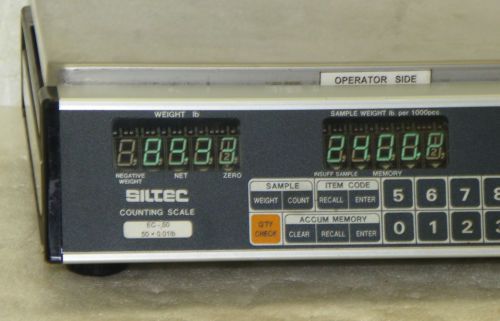 OPERATOR SIDE
WEIGHT lb
SAMPLE WEIGHT lb. per 1000pcs
NEGATIVE WEIGHT
NET
ZERO
INSUFF SAMPLE
MEMORY
SILTEC
COUNTING SCALE
50 × 0.01lb
SAMPLE
ITEM CODE
WEIGHT COUNT RECALL ENTER
5 6 7 8
QTY CHECK
ACCUM MEMORY
CLEAR RECALL ENTER
0 1 2 3